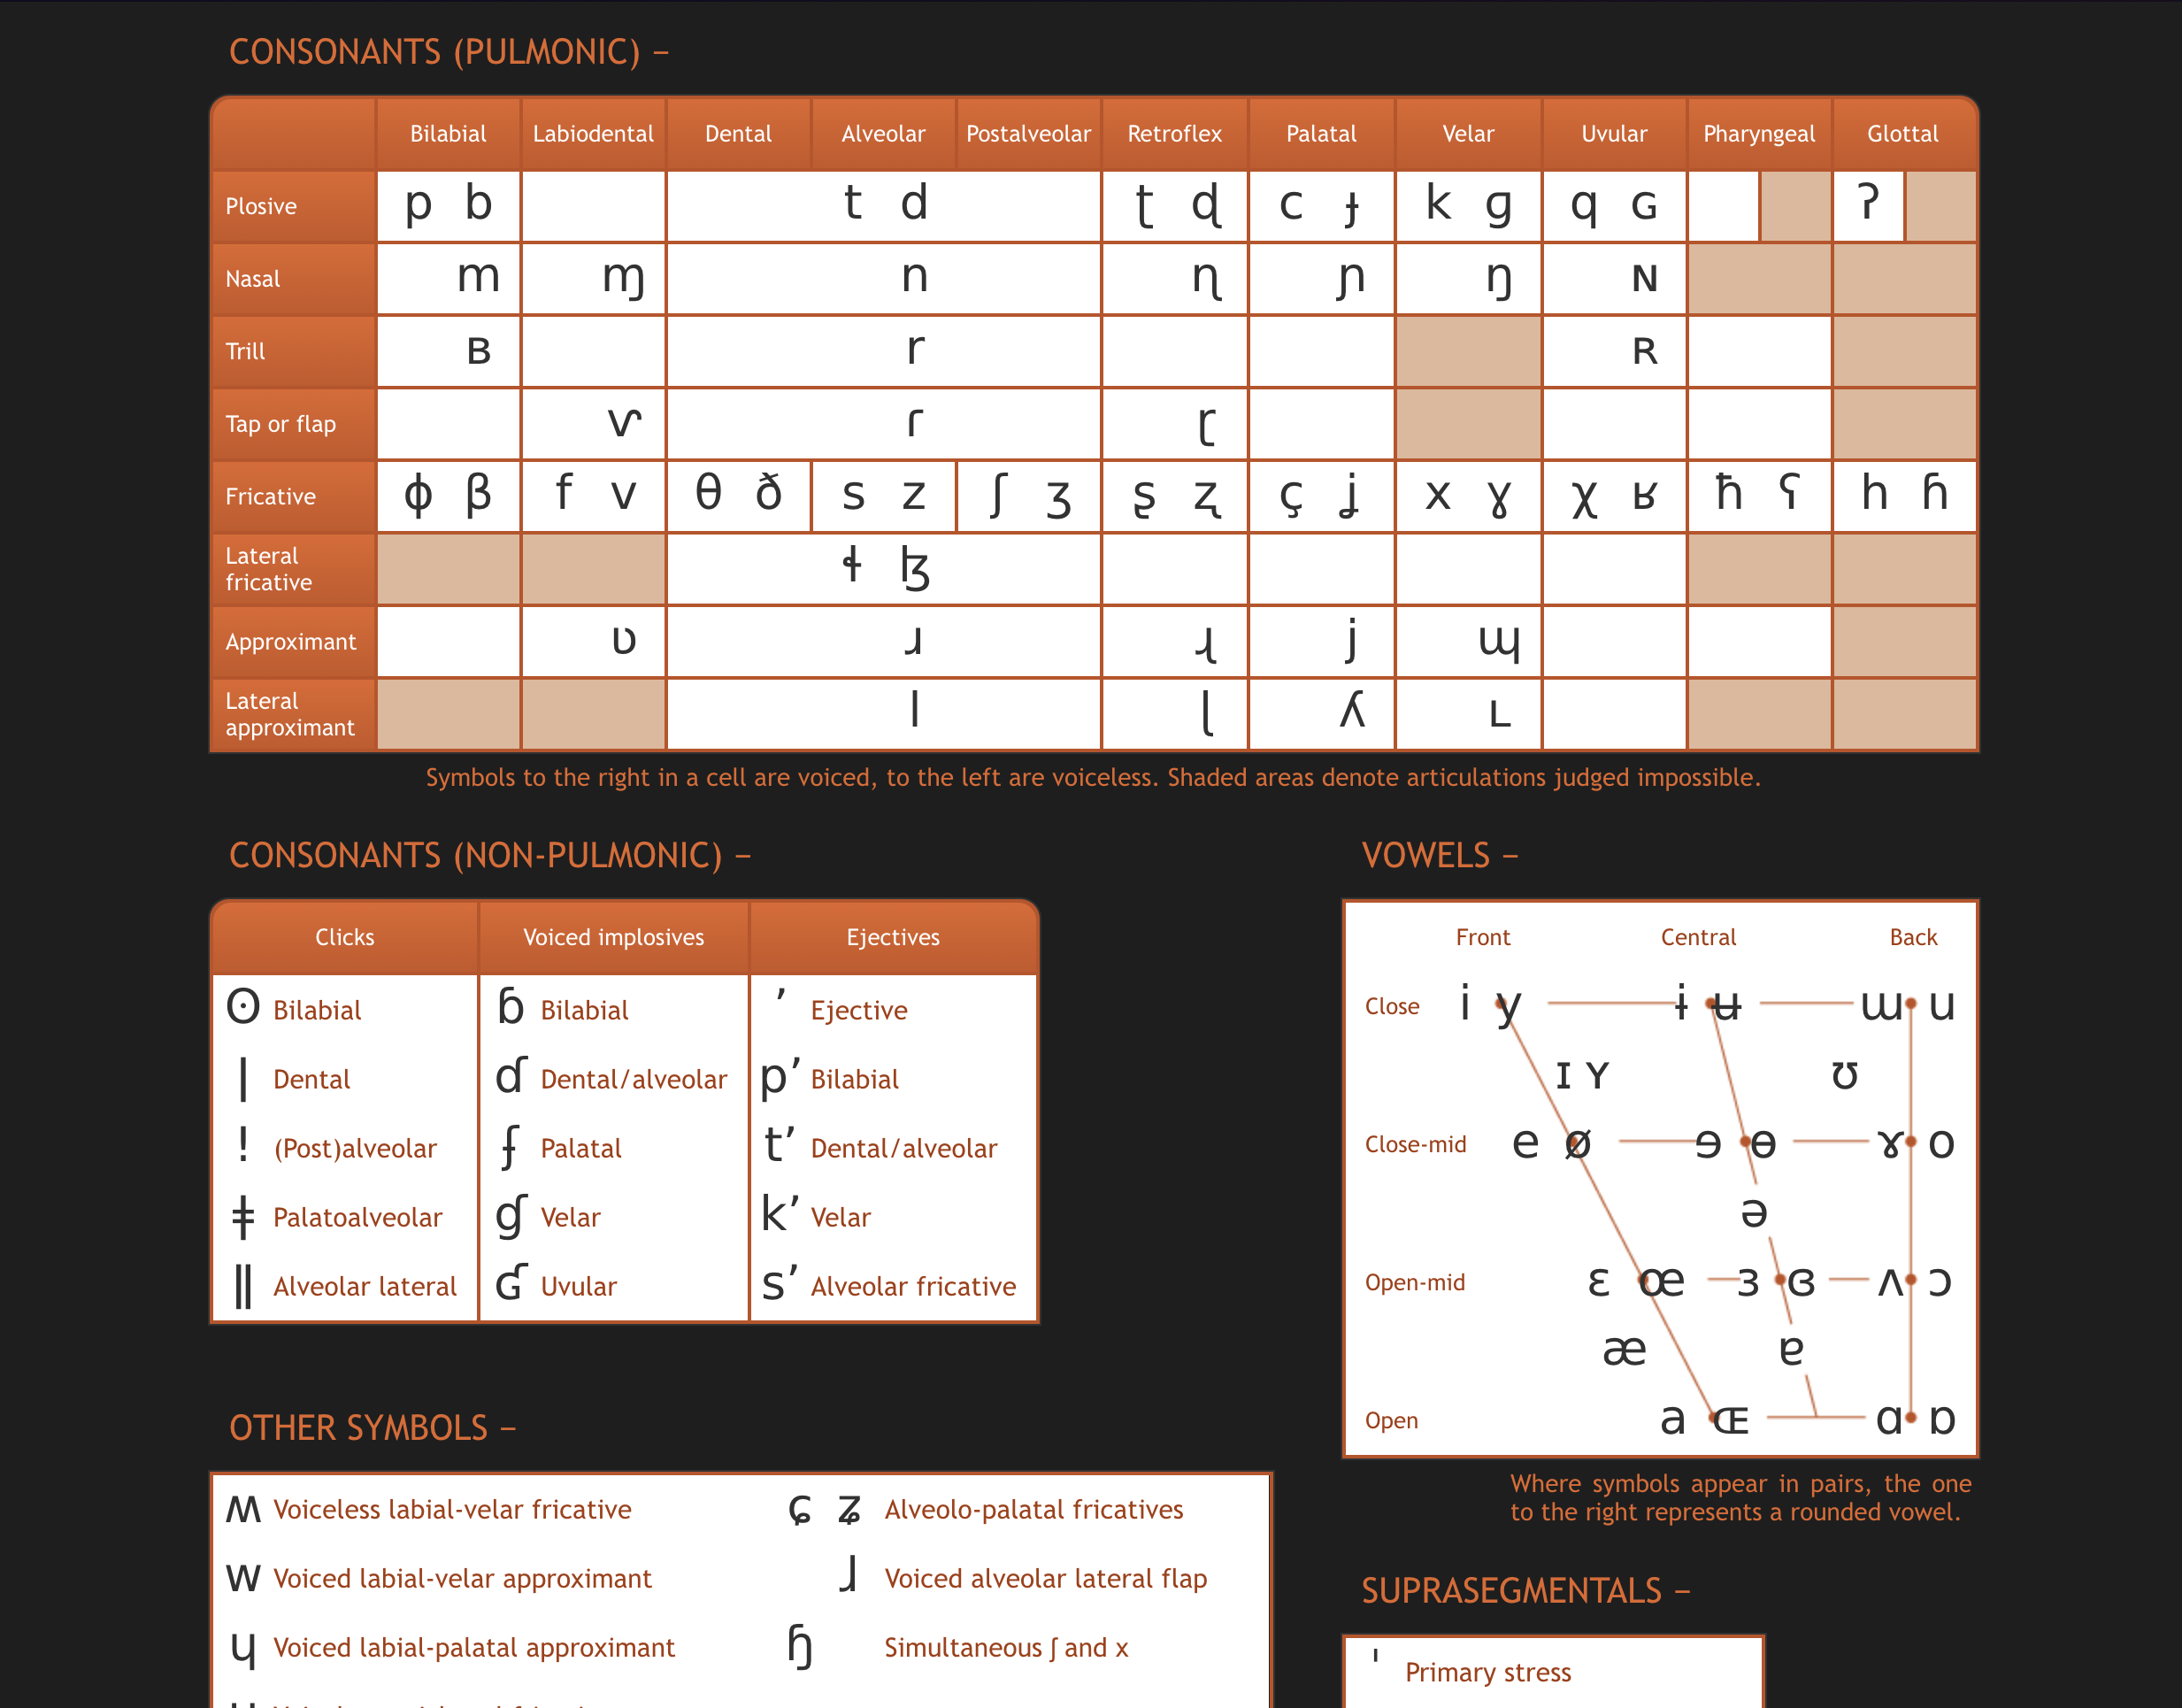 CONSONANTS (PULMONIC) –
Bilabial Labiodental Dental Alveolar Postalveolar Retroflex Palatal Velar Uvular Pharyngeal Glottal
Plosive p b t d ʈ ɖ c ɟ k ɡ q ɢ ʔ
Nasal m ɱ n ɳ ɲ ŋ ɴ
Trill ʙ r ʀ
Tap or flap ⱱ ɾ ɽ
Fricative ɸ β f v θ ð s z ʃ ʒ ʂ ʐ ç ʝ x ɣ χ ʁ ħ ʕ h ɦ
Lateral
fricative ɬ ɮ
Approximant ʋ ɹ ɻ j ɰ
Lateral
approximant l ɭ ʎ ʟ
Symbols to the right in a cell are voiced, to the left are voiceless. Shaded areas denote articulations judged impossible.
CONSONANTS (NON-PULMONIC) –
Clicks Voiced implosives Ejectives
ʘ Bilabial ɓ Bilabial ʼ Ejective
ǀ Dental ɗ Dental/alveolar pʼ Bilabial
ǃ (Post)alveolar ʄ Palatal tʼ Dental/alveolar
ǂ Palatoalveolar ɠ Velar kʼ Velar
ǁ Alveolar lateral ʛ Uvular sʼ Alveolar fricative
VOWELS –
Front Central Back
Close i y ɨ ʉ ɯ u
ɪ ʏ ʊ
Close-mid e ø ɘ ɵ ɤ o
ə
Open-mid ɛ œ ɜ ɞ ʌ ɔ
æ ɐ
Open a ɶ ɑ ɒ
Where symbols appear in pairs, the one
to the right represents a rounded vowel.
OTHER SYMBOLS –
ʍ Voiceless labial-velar fricative ɕ ʑ Alveolo-palatal fricatives
w Voiced labial-velar approximant ɺ Voiced alveolar lateral flap
ɥ Voiced labial-palatal approximant ɧ Simultaneous ʃ and x
SUPRASEGMENTALS –
ˈ Primary stress